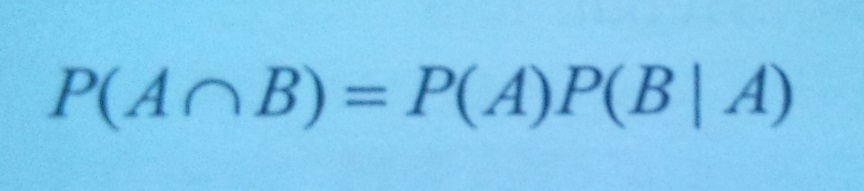 P(A∩B) = P(A)P(B | A)